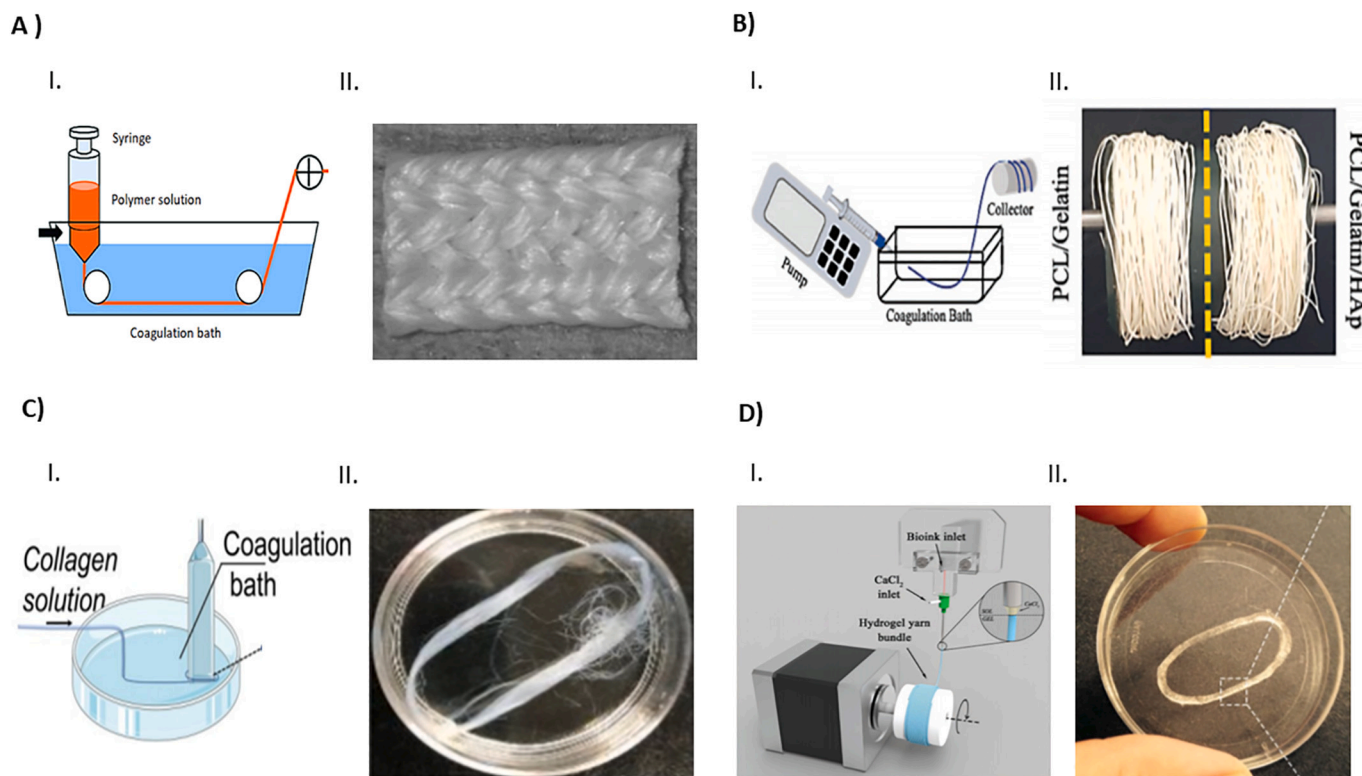 A )
I.
II.
Syringe
Polymer solution
Coagulation bath
B)
I.
II.
Pump
Coagulation Bath
Collector
PCL/Gelatin
PCL/Gelatin/HAp
C)
I.
II.
Collagen
solution
Coagulation
bath
D)
I.
II.
Bioink inlet
CaCl₂
inlet
Hydrogel yarn
bundle